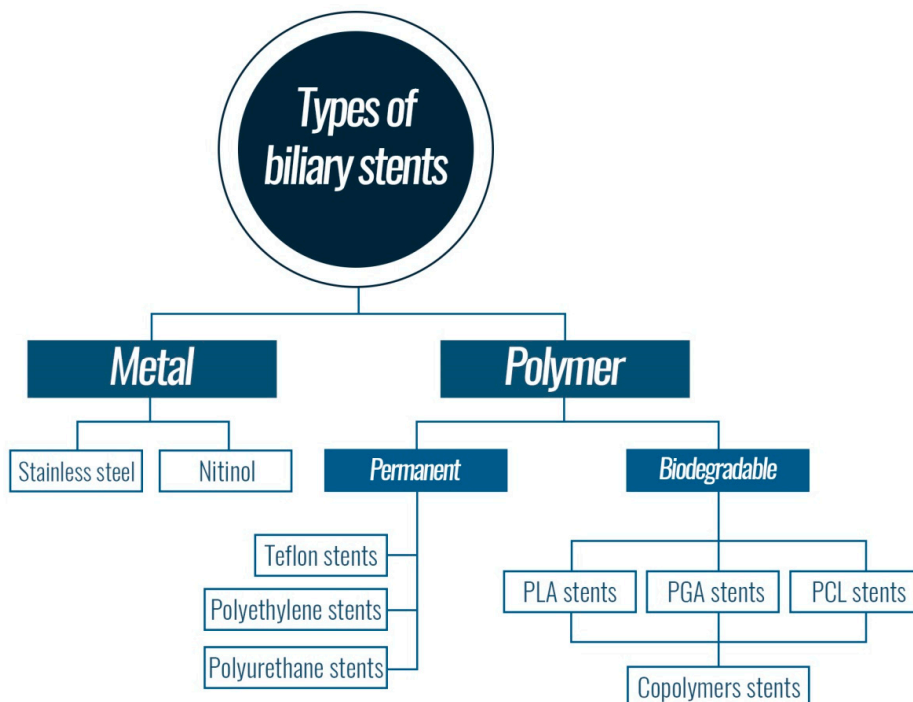 Types of
biliary stents
Metal
Polymer
Stainless steel
Nitinol
Permanent
Biodegradable
Teflon stents
Polyethylene stents
Polyurethane stents
PLA stents
PGA stents
PCL stents
Copolymers stents